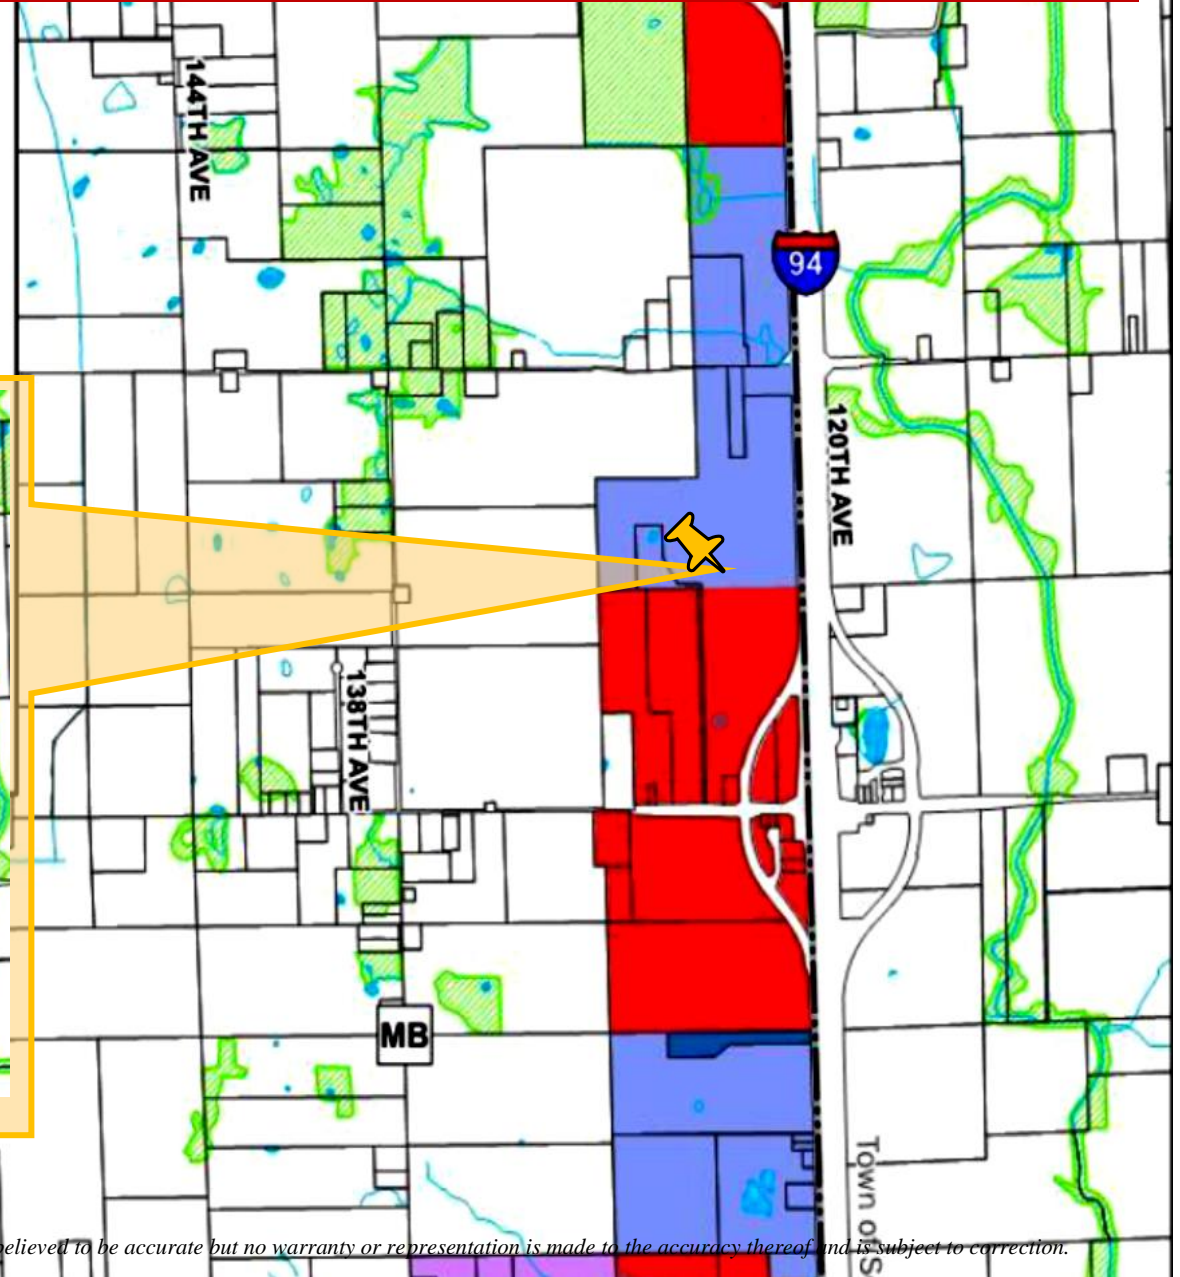 144TH AVE
94
120TH AVE
138TH AVE
MB
Town of S
believed to be accurate but no warranty or representation is made to the accuracy thereof and is subject to correction.